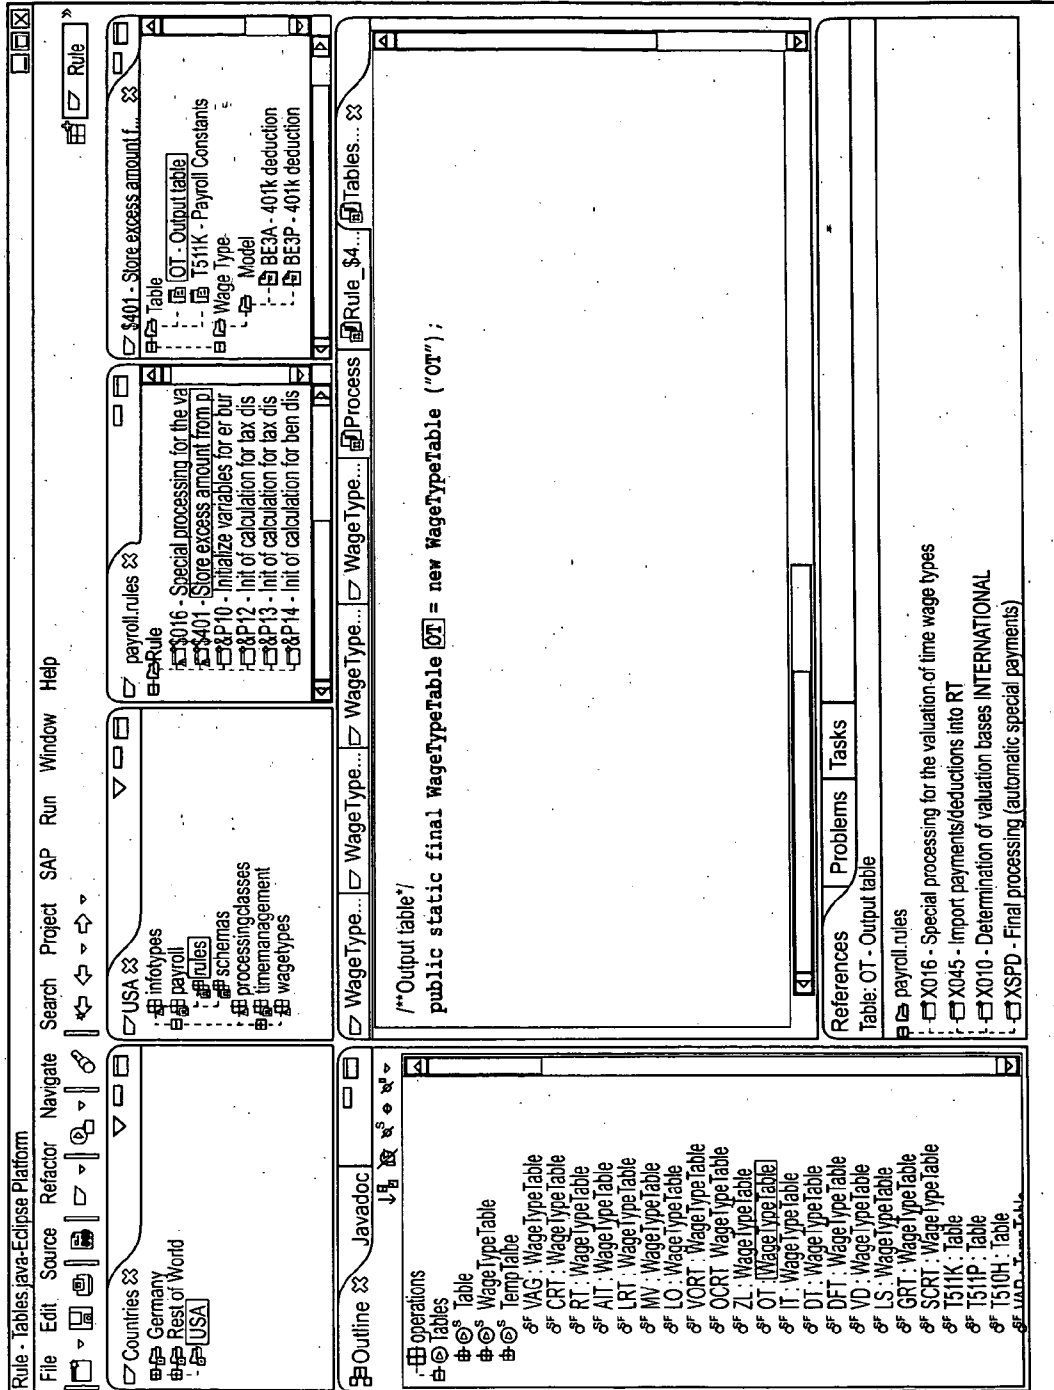 Rule - Tables.java-Eclipse Platform
File Edit Source Refactor Navigate Search Project SAP Run Window Help
Rule
Countries
Germany
Rest of World
USA
USA
infotypes
payroll
rules
schemas
processingclasses
timemanagement
wagetypes
payroll.rules
Rule
$016 - Special processing for the va
$401 - Store excess amount from p
&P10 - Initialize variables for er bur
&P12 - Init of calculation for tax dis
&P13 - Init of calculation for tax dis
&P14 - Init of calculation for ben dis
$401 - Store excess amount f...
Table
OT - Output table
T511K - Payroll Constants
Wage Type
Model
BE3A - 401k deduction
BE3P - 401k deduction
Outline Javadoc
operations
Tables
Table
WageTypeTable
TempTalbe
VAG : WageTypeTable
CRT : WageTypeTable
RT : WageTypeTable
AIT : WageTypeTable
LRT : WageTypeTable
MV : WageTypeTable
LO : WageTypeTable
VORT : WageTypeTable
OCRT : WageTypeTable
ZL : WageTypeTable
OT : WageTypeTable
IT : WageTypeTable
DT : WageTypeTable
DFT : WageTypeTable
VD : WageTypeTable
LS : WageTypeTable
GRT : WageTypeTable
SCRT : WageTypeTable
T511K : Table
T511P : Table
T510H : Table
WageType... WageType... WageType... WageType... Process Rule_$4... Tables...
/**Output table*/
public static final WageTypeTable OT = new WageTypeTable ("OT");
References Problems Tasks
Table: OT - Output table
payroll.rules
X016 - Special processing for the valuation of time wage types
X045 - Import payments/deductions into RT
X010 - Determination of valuation bases INTERNATIONAL
XSPD - Final processing (automatic special payments)